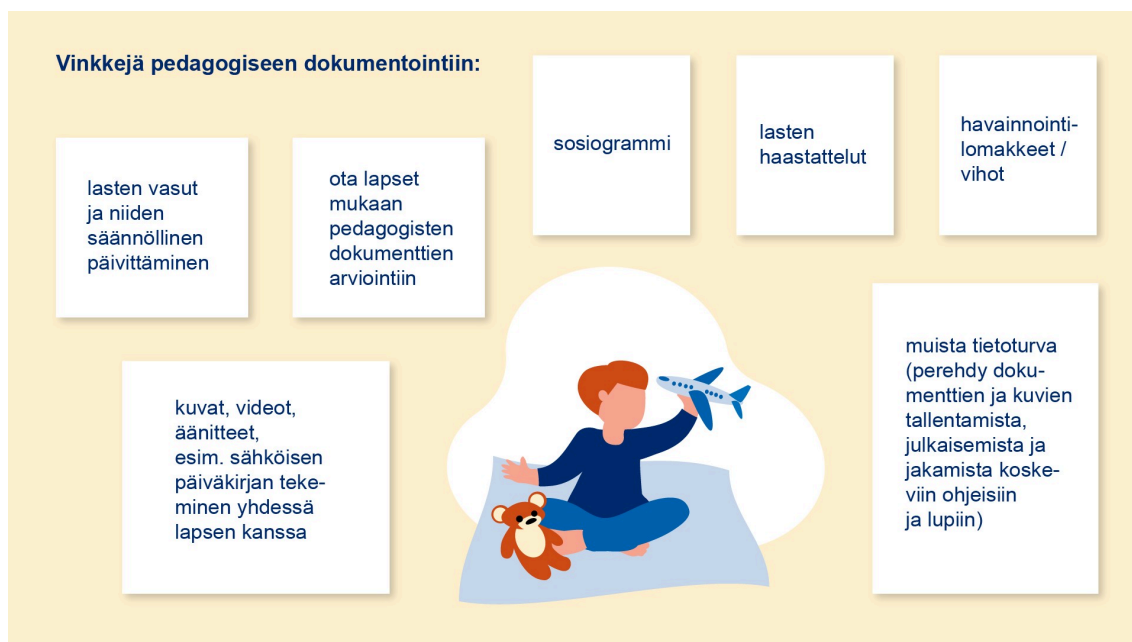 Vinkkejä pedagogiseen dokumentointiin:
lasten vasut
ja niiden
säännöllinen
päivittäminen
ota lapset
mukaan
pedagogisten
dokumenttien
arviointiin
sosiogrammi
lasten
haastattelut
havainnointi-
lomakkeet /
vihot
kuvat, videot,
äänitteet,
esim. sähköisen
päiväkirjan teke-
minen yhdessä
lapsen kanssa
muista tietoturva
(perehdy doku-
menttien ja kuvien
tallentamista,
julkaisemista ja
jakamista koske-
viin ohjeisiin
ja lupiin)